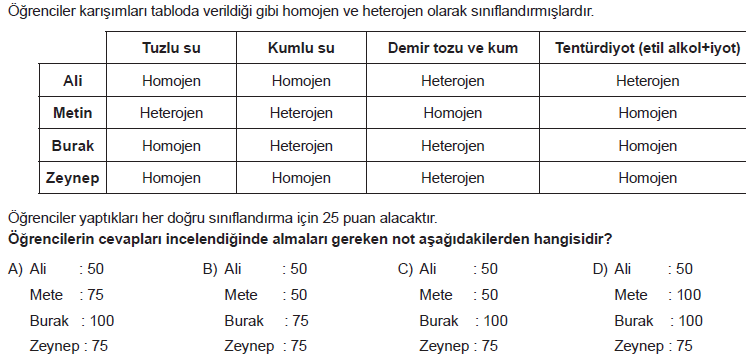 Öğrenciler karışımları tabloda verildiği gibi homojen ve heterojen olarak sınıflandırmışlardır.
Tuzlu su Kumlu su Demir tozu ve kum Tentürdiyot (etil alkol+iyot)
Ali Homojen Homojen Heterojen Heterojen
Metin Heterojen Heterojen Homojen Homojen
Burak Homojen Heterojen Heterojen Homojen
Zeynep Homojen Homojen Heterojen Homojen
Öğrenciler yaptıkları her doğru sınıflandırma için 25 puan alacaktır.
Öğrencilerin cevapları incelendiğinde almaları gereken not aşağıdakilerden hangisidir?
A) Ali : 50 B) Ali : 50 C) Ali : 50 D) Ali : 50
Mete : 75 Mete : 50 Mete : 50 Mete : 100
Burak : 100 Burak : 75 Burak : 100 Burak : 100
Zeynep : 75 Zeynep : 75 Zeynep : 75 Zeynep : 75